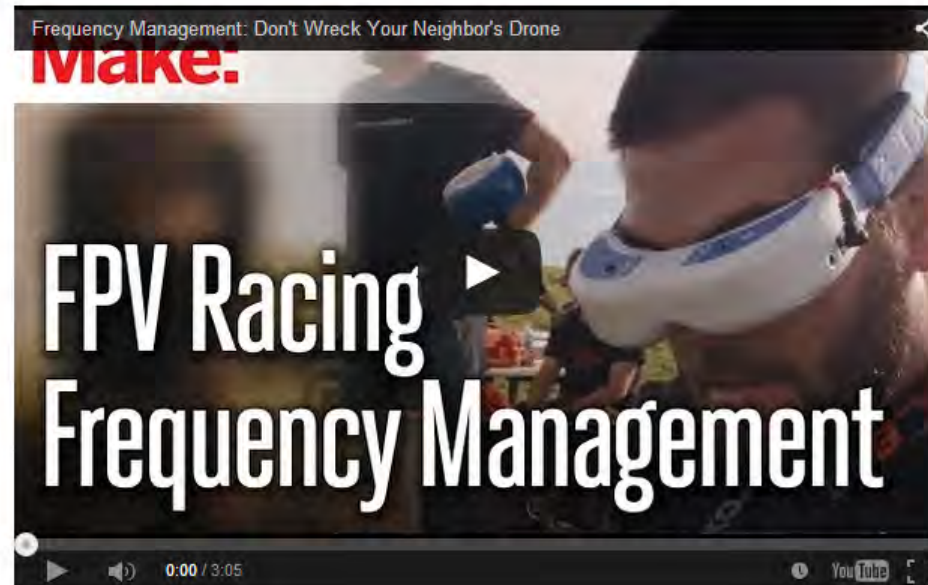 Frequency Management: Don't Wreck Your Neighbor's Drone
Make:
FPV Racing
Frequency Management
0:00 / 3:05
YouTube